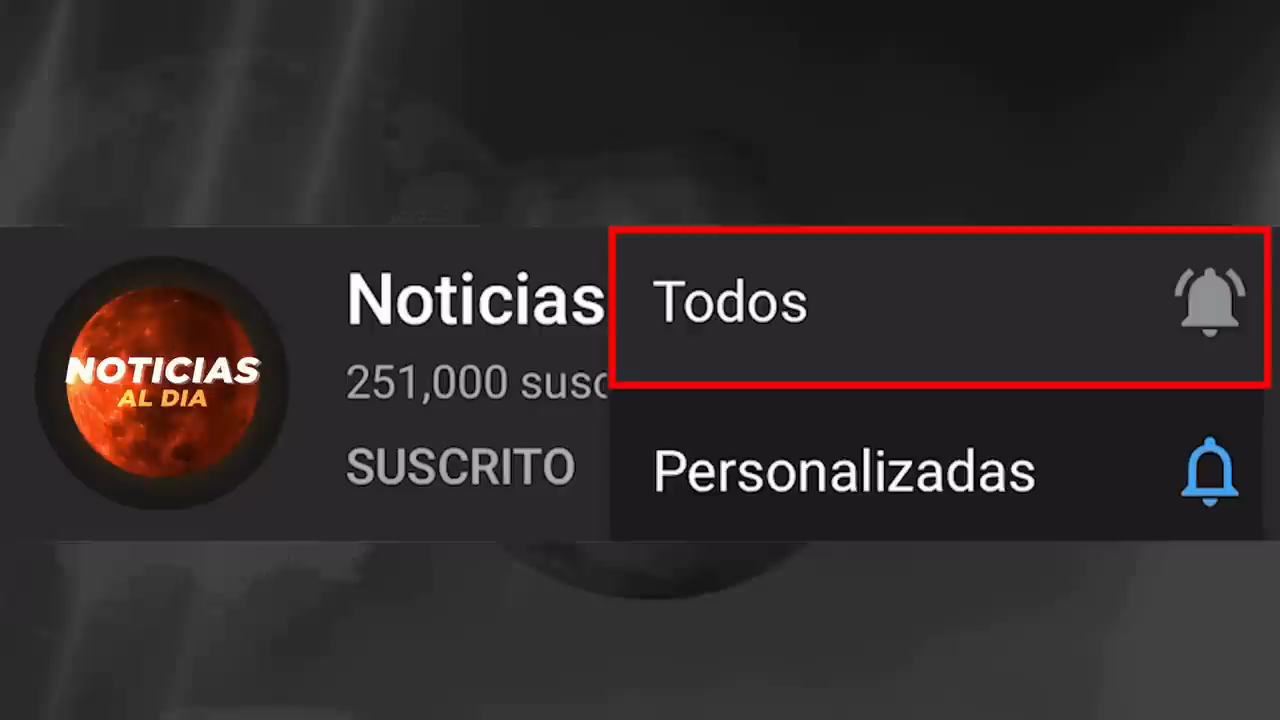 NOTICIAS
AL DIA
Noticias
251,000 susc
SUSCRITO
Todos
Personalizadas